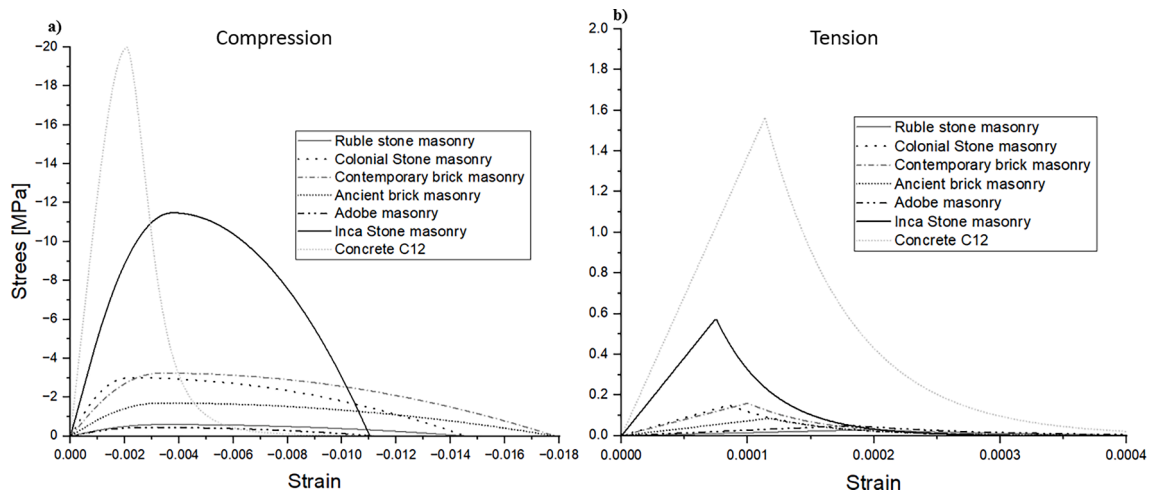 a)
Compression
−20
−18
−16
−14
−12
−10
−8
−6
−4
−2
0
Strees [MPa]
Ruble stone masonry
Colonial Stone masonry
Contemporary brick masonry
Ancient brick masonry
Adobe masonry
Inca Stone masonry
Concrete C12
0.000 −0.002 −0.004 −0.006 −0.008 −0.010 −0.012 −0.014 −0.016 −0.018
Strain
b)
Tension
2.0
1.8
1.6
1.4
1.2
1.0
0.8
0.6
0.4
0.2
0.0
Ruble stone masonry
Colonial Stone masonry
Contemporary brick masonry
Ancient brick masonry
Adobe masonry
Inca Stone masonry
Concrete C12
0.0000 0.0001 0.0002 0.0003 0.0004
Strain